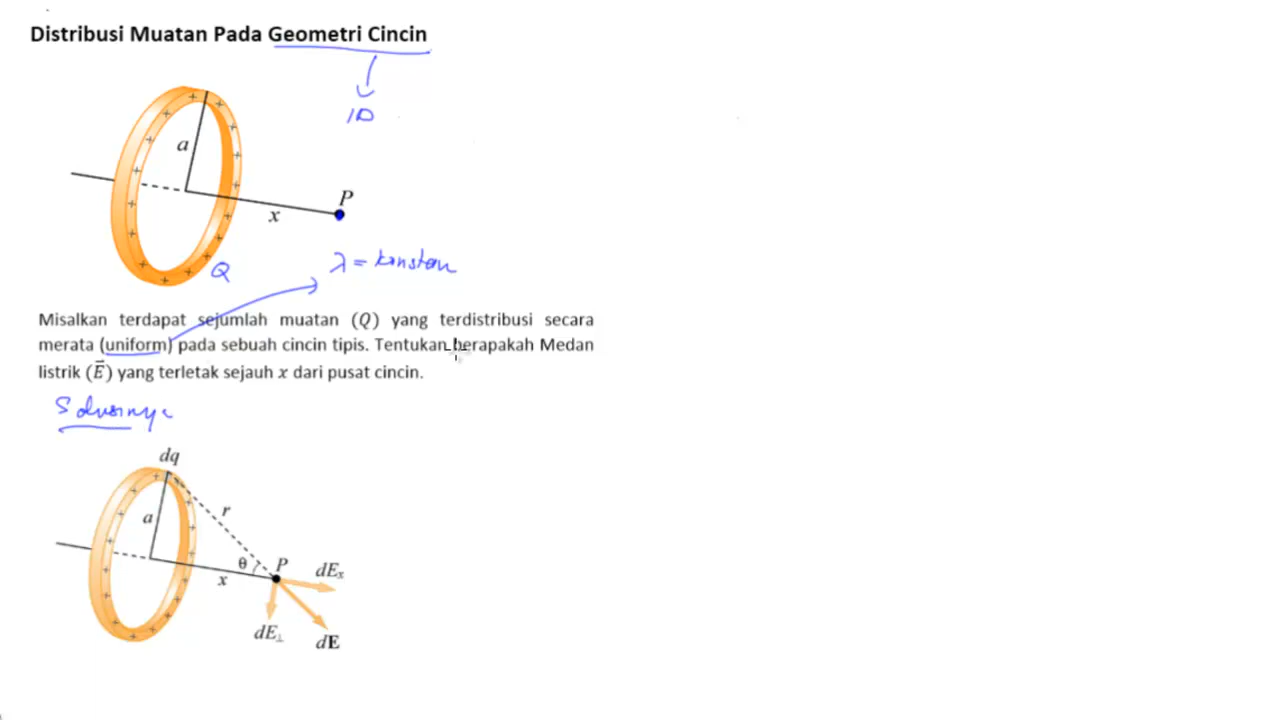 Distribusi Muatan Pada Geometri Cincin
1D
a
P
x
Q
λ = konstan
Misalkan terdapat sejumlah muatan (Q) yang terdistribusi secara
merata (uniform) pada sebuah cincin tipis. Tentukan berapakah Medan
listrik (E⃗) yang terletak sejauh x dari pusat cincin.
Solusinya
dq
a
r
θ
P
x
dEₓ
dE⊥
dE